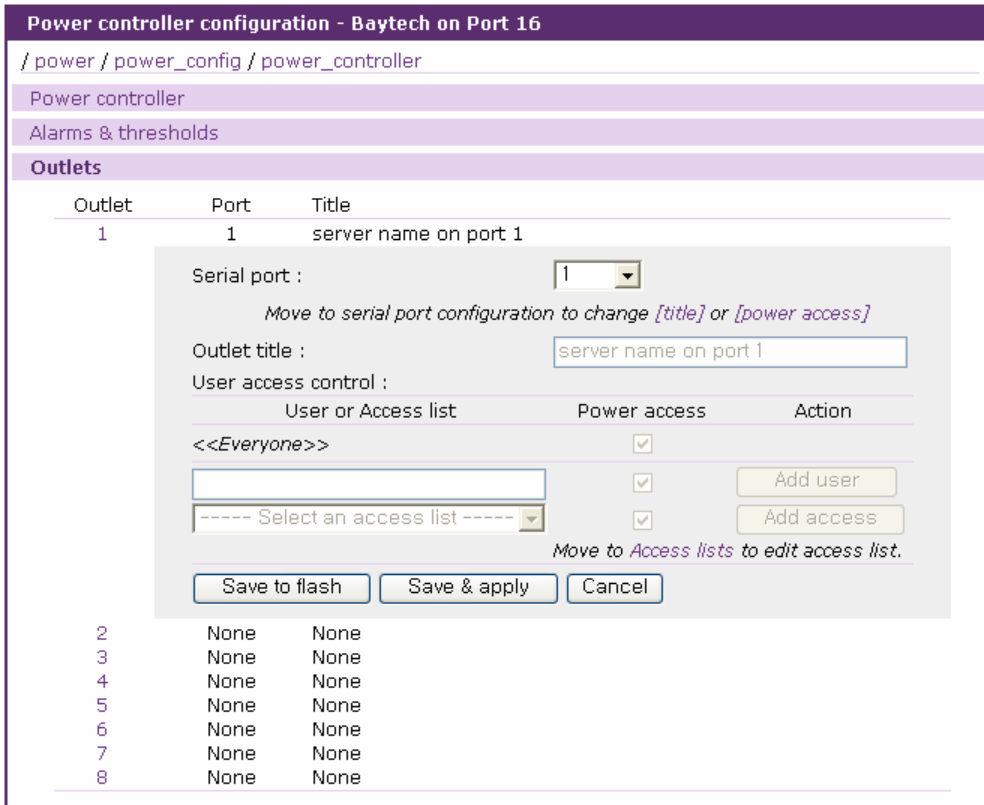 Power controller configuration - Baytech on Port 16
/ power / power_config / power_controller
Power controller
Alarms & thresholds
Outlets
Outlet Port Title
1 1 server name on port 1
Serial port : 1
Move to serial port configuration to change [title] or [power access]
Outlet title : server name on port 1
User access control :
User or Access list Power access Action
<<Everyone>>
Add user
----- Select an access list ----- Add access
Move to Access lists to edit access list.
Save to flash Save & apply Cancel
2 None None
3 None None
4 None None
5 None None
6 None None
7 None None
8 None None